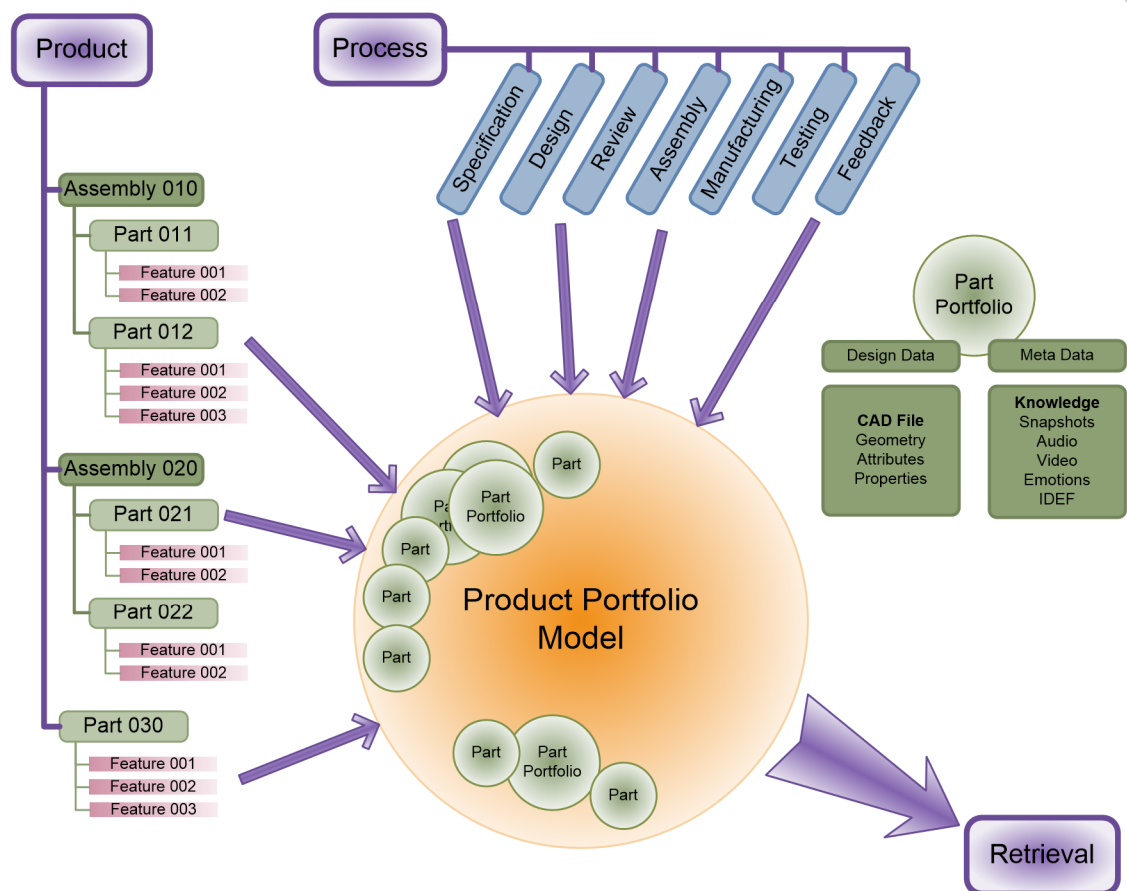 Product
Process
Specification
Design
Review
Assembly
Manufacturing
Testing
Feedback
Assembly 010
Part 011
Feature 001
Feature 002
Part 012
Feature 001
Feature 002
Feature 003
Assembly 020
Part 021
Feature 001
Feature 002
Part 022
Feature 001
Feature 002
Part 030
Feature 001
Feature 002
Feature 003
Part
Portfolio
Design Data
Meta Data
CAD File
Geometry
Attributes
Properties
Knowledge
Snapshots
Audio
Video
Emotions
IDEF
Part
Part
Portfolio
Part
Part
Part
Product Portfolio
Model
Part
Part
Portfolio
Part
Retrieval